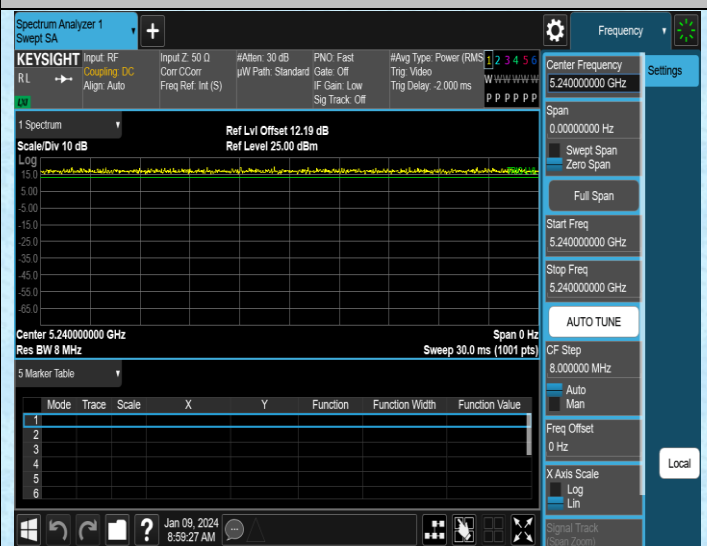 Spectrum Analyzer 1
Swept SA
Frequency
KEYSIGHT
RL
LXI
Input: RF
Coupling: DC
Align: Auto
Input Z: 50 Ω
Corr CCorr
Freq Ref: Int (S)
#Atten: 30 dB
µW Path: Standard
PNO: Fast
Gate: Off
IF Gain: Low
Sig Track: Off
#Avg Type: Power (RMS
Trig: Video
Trig Delay: -2.000 ms
1 2 3 4 5 6
W W W W W W
P P P P P P
1 Spectrum
Scale/Div 10 dB
Ref Lvl Offset 12.19 dB
Ref Level 25.00 dBm
Log
15.0
5.00
-5.00
-15.0
-25.0
-35.0
-45.0
-55.0
-65.0
Center 5.240000000 GHz
Span 0 Hz
Res BW 8 MHz
Sweep 30.0 ms (1001 pts)
5 Marker Table
Mode Trace Scale X Y Function Function Width Function Value
1
2
3
4
5
6
Jan 09, 2024
8:59:27 AM
Center Frequency
5.240000000 GHz
Span
0.00000000 Hz
Swept Span
Zero Span
Full Span
Start Freq
5.240000000 GHz
Stop Freq
5.240000000 GHz
AUTO TUNE
CF Step
8.000000 MHz
Auto
Man
Freq Offset
0 Hz
X Axis Scale
Log
Lin
Signal Track
(Span Zoom)
Settings
Local